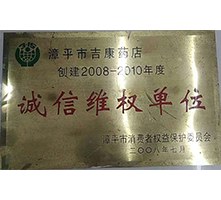 漳平市吉康药店
创建2008-2010年度
诚信维权单位
漳平市消费者权益保护委员会
二〇〇八年七月